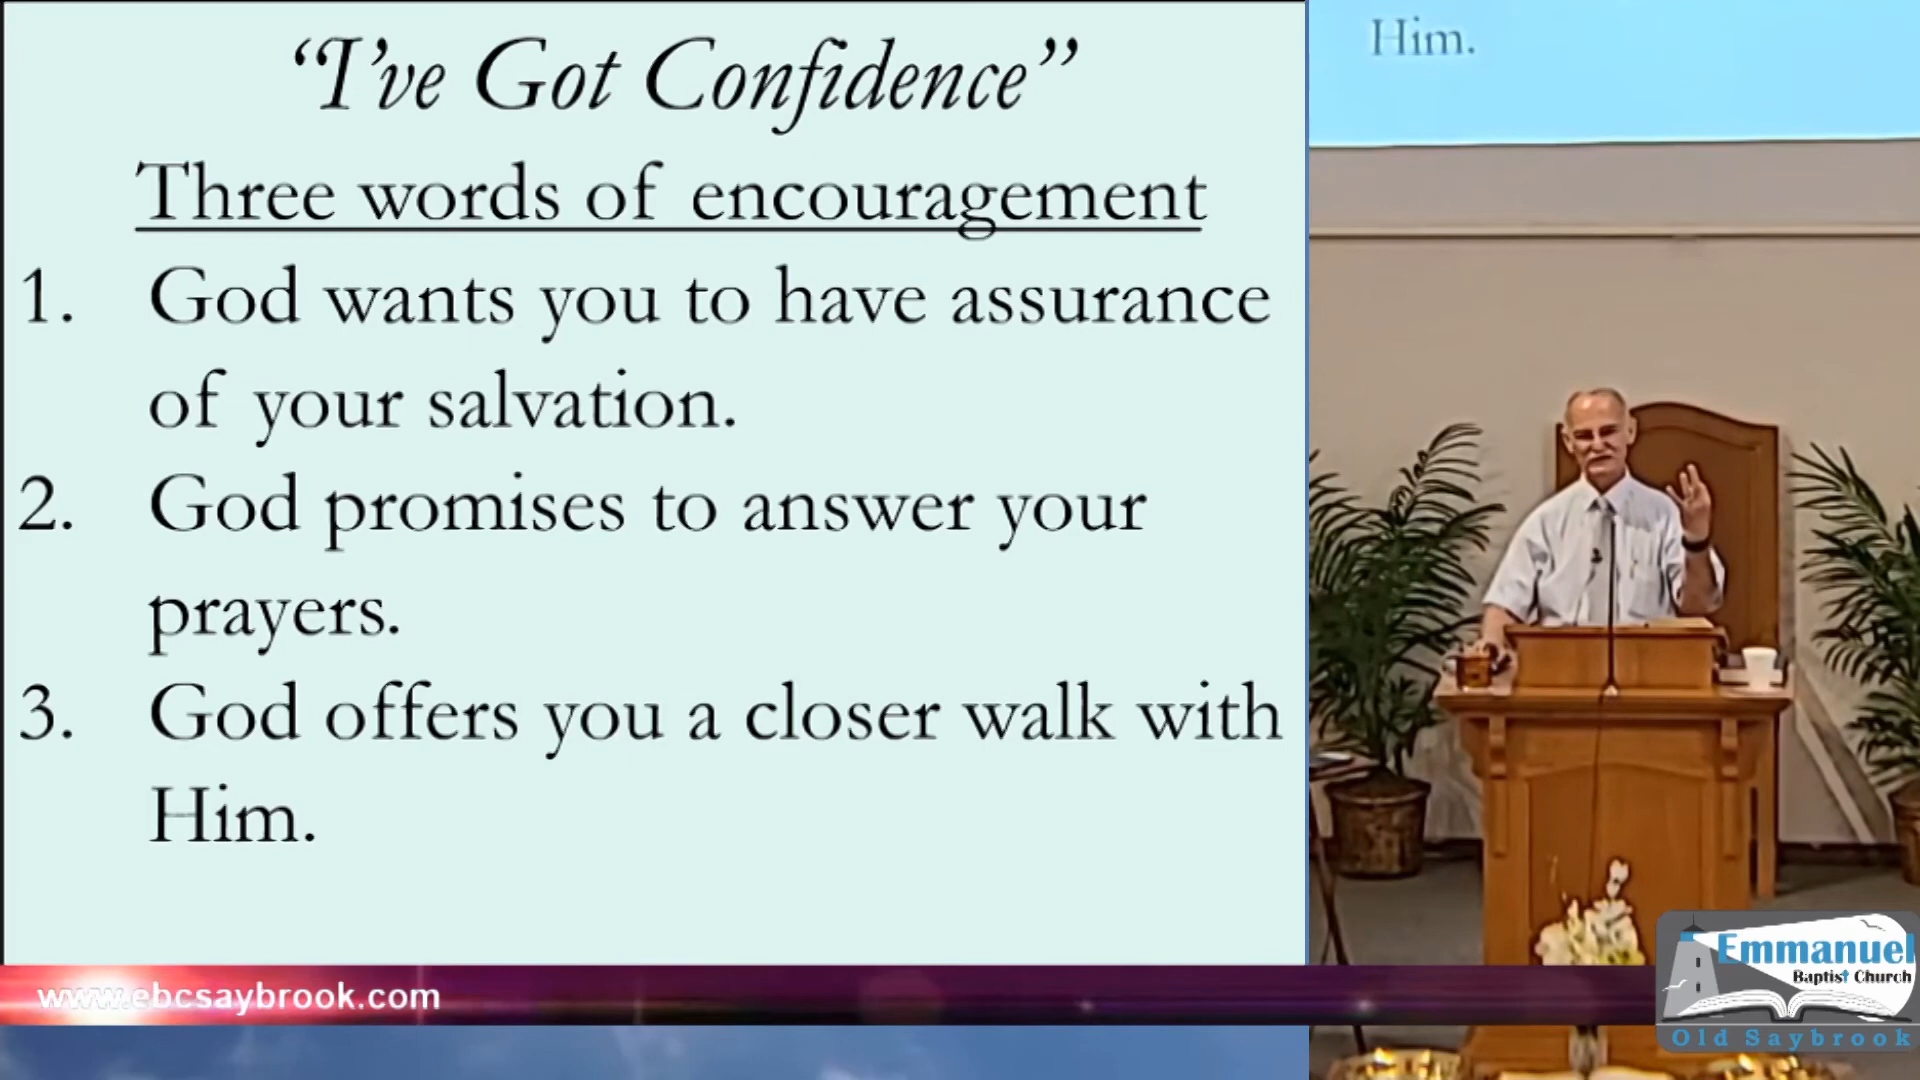 “I’ve Got Confidence”
Three words of encouragement
1. God wants you to have assurance
of your salvation.
2. God promises to answer your
prayers.
3. God offers you a closer walk with
Him.
Him.
www.ebcsaybrook.com
Emmanuel
Baptist Church
Old Saybrook